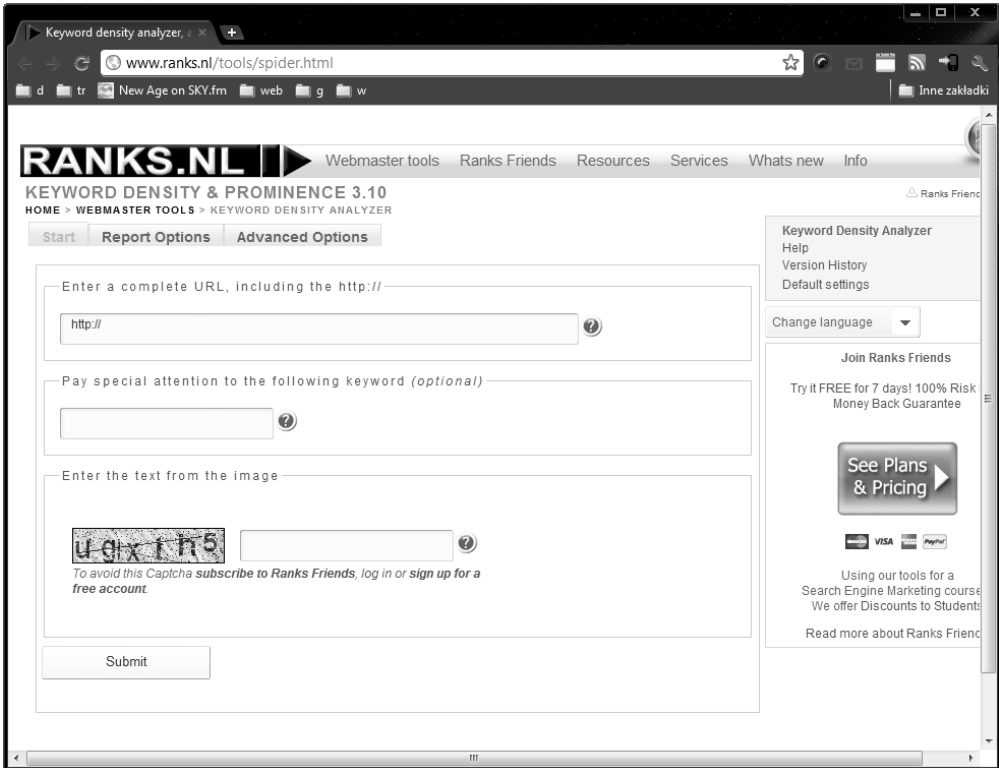 Keyword density analyzer, a
www.ranks.nl/tools/spider.html
d tr New Age on SKY.fm web g w Inne zakładki
RANKS.NL Webmaster tools Ranks Friends Resources Services Whats new Info
KEYWORD DENSITY & PROMINENCE 3.10
Ranks Friend
HOME > WEBMASTER TOOLS > KEYWORD DENSITY ANALYZER
Start Report Options Advanced Options
Enter a complete URL, including the http://
http://
Pay special attention to the following keyword (optional)
Enter the text from the image
To avoid this Captcha subscribe to Ranks Friends, log in or sign up for a
free account.
Submit
Keyword Density Analyzer
Help
Version History
Default settings
Change language
Join Ranks Friends
Try it FREE for 7 days! 100% Risk
Money Back Guarantee
See Plans
& Pricing
VISA PayPal
Using our tools for a
Search Engine Marketing course
We offer Discounts to Students
Read more about Ranks Frienc